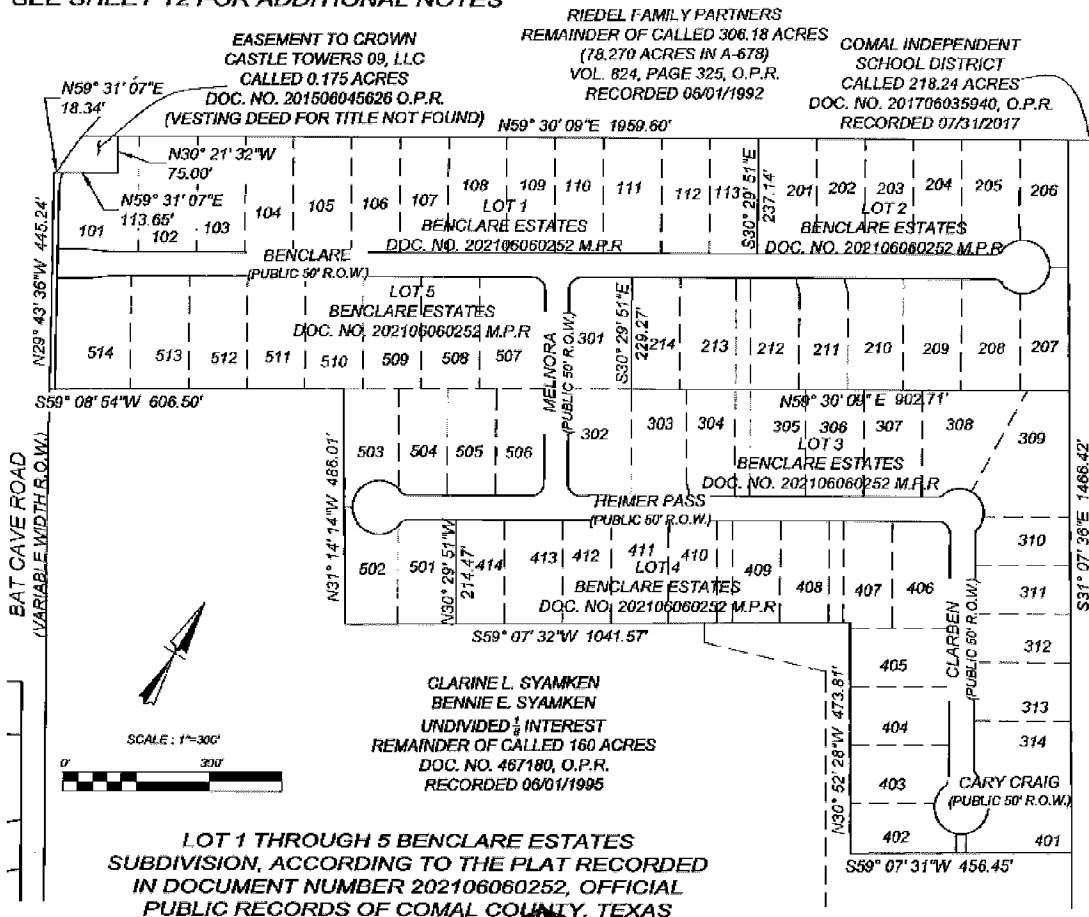 SEE SHEET 12 FOR ADDITIONAL NOTES
RIEDEL FAMILY PARTNERS
REMAINDER OF CALLED 306.18 ACRES
(78.270 ACRES IN A-678)
VOL. 824, PAGE 325, O.P.R.
RECORDED 06/01/1992
EASEMENT TO CROWN
CASTLE TOWERS 09, LLC
CALLED 0.175 ACRES
DOC. NO. 201506045626 O.P.R.
(VESTING DEED FOR TITLE NOT FOUND)
COMAL INDEPENDENT
SCHOOL DISTRICT
CALLED 218.24 ACRES
DOC. NO. 201706035940, O.P.R.
RECORDED 07/31/2017
N59° 31' 07"E
18.34'
N59° 30' 09"E 1959.60'
N30° 21' 32"W
75.00'
N59° 31' 07"E
113.65'
101
102
103
104
105
106
107
108
109
110
111
112
113
LOT 1
BENCLARE ESTATES
DOC. NO. 202106060252 M.P.R
S30° 29' 51"E
237.14'
201
202
203
204
205
206
LOT 2
BENCLARE ESTATES
DOC. NO. 202106060252 M.P.R
N29° 43' 36"W 445.24'
BENCLARE
(PUBLIC 50' R.O.W.)
LOT 5
BENCLARE ESTATES
DOC. NO. 202106060252 M.P.R
514
513
512
511
510
509
508
507
MELNORA
(PUBLIC 50' R.O.W.)
301
S30° 29' 51"E
229.27'
214
213
212
211
210
209
208
207
S59° 08' 54"W 606.50'
N59° 30' 09" E 902.71'
BAT CAVE ROAD
(VARIABLE WIDTH R.O.W.)
N31° 14' 14"W 486.01'
503
504
505
506
302
303
304
305
306
307
308
309
LOT 3
BENCLARE ESTATES
DOC. NO. 202106060252 M.P.R
S31° 07' 36"E 1466.42'
HEIMER PASS
(PUBLIC 50' R.O.W.)
502
501
N30° 29' 51"W
214.47'
414
413
412
411
410
409
408
407
406
LOT 4
BENCLARE ESTATES
DOC. NO. 202106060252 M.P.R
310
311
312
313
314
CLARBEN
(PUBLIC 50' R.O.W.)
S59° 07' 32"W 1041.57'
405
404
403
402
401
N30° 52' 28"W 473.81'
CARY CRAIG
(PUBLIC 50' R.O.W.)
S59° 07' 31"W 456.45'
CLARINE L. SYAMKEN
BENNIE E. SYAMKEN
UNDIVIDED INTEREST
REMAINDER OF CALLED 160 ACRES
DOC. NO. 467180, O.P.R.
RECORDED 06/01/1995
SCALE : 1"=300'
0'
300'
LOT 1 THROUGH 5 BENCLARE ESTATES
SUBDIVISION, ACCORDING TO THE PLAT RECORDED
IN DOCUMENT NUMBER 202106060252, OFFICIAL
PUBLIC RECORDS OF COMAL COUNTY, TEXAS